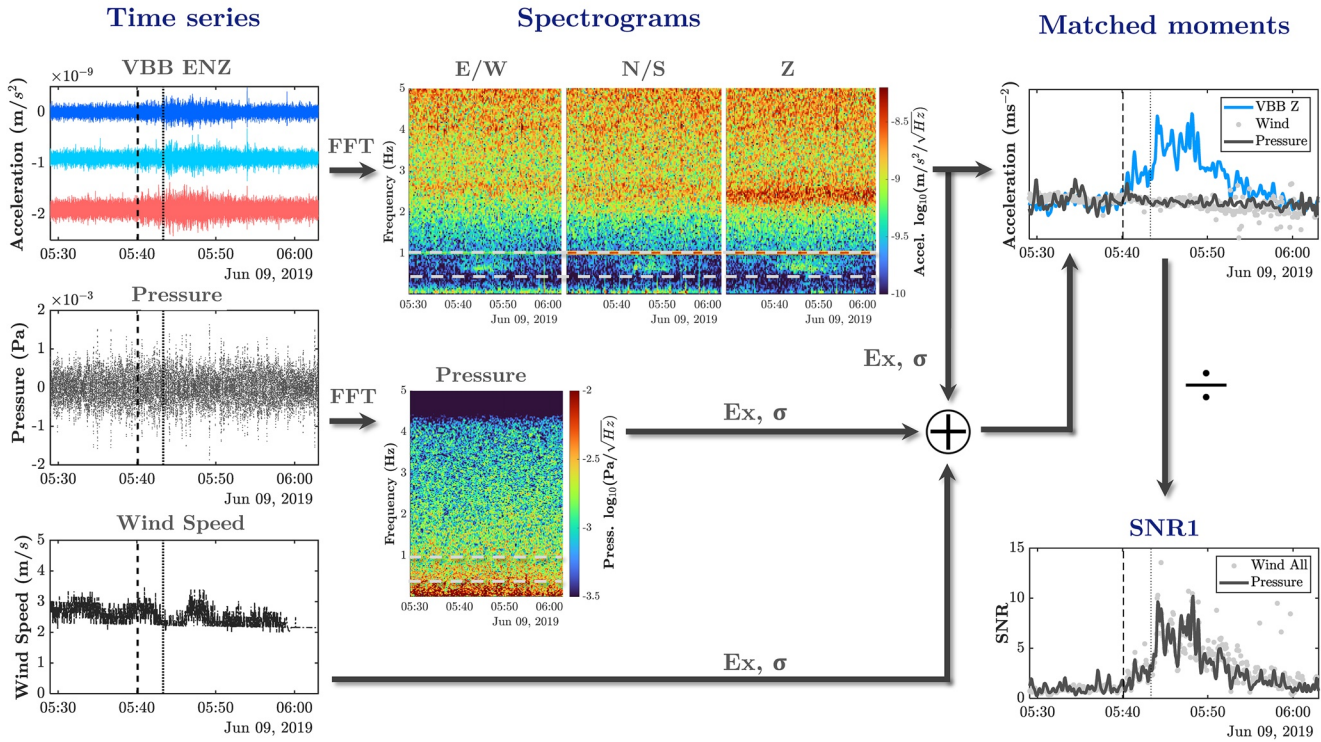 Time series
Spectrograms
Matched moments
VBB ENZ
×10⁻⁹
Acceleration (m/s²)
0
-1
-2
05:30 05:40 05:50 06:00
Jun 09, 2019
FFT
E/W N/S Z
Frequency (Hz)
5
4
3
2
1
05:30 05:40 05:50 06:00
05:40 05:50 06:00
05:40 05:50 06:00
Jun 09, 2019
Jun 09, 2019
Jun 09, 2019
-8.5
-9
-9.5
-10
Accel. log₁₀(m/s²/√Hz)
Acceleration (ms⁻²)
VBB Z
Wind
Pressure
05:30 05:40 05:50 06:00
Jun 09, 2019
Pressure
×10⁻³
Pressure (Pa)
2
1
0
-1
-2
05:30 05:40 05:50 06:00
Jun 09, 2019
FFT
Pressure
Frequency (Hz)
5
4
3
2
1
05:30 05:40 05:50 06:00
Jun 09, 2019
-2
-2.5
-3
-3.5
Press. log₁₀(Pa/√Hz)
Ex, σ
Ex, σ
+
÷
Wind Speed
Wind Speed (m/s)
5
4
3
2
1
0
05:30 05:40 05:50 06:00
Jun 09, 2019
Ex, σ
SNR1
SNR
15
10
5
0
Wind All
Pressure
05:30 05:40 05:50 06:00
Jun 09, 2019